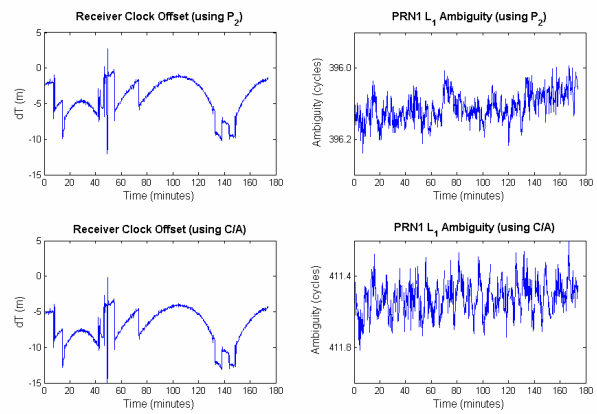 Receiver Clock Offset (using P2)
dT (m)
5
0
-5
-10
-15
0 20 40 60 80 100 120 140 160 180
Time (minutes)
PRN1 L1 Ambiguity (using P2)
Ambiguity (cycles)
396.0
396.2
0 20 40 60 80 100 120 140 160 180
Time (minutes)
Receiver Clock Offset (using C/A)
dT (m)
5
0
-5
-10
-15
0 20 40 60 80 100 120 140 160 180
Time (minutes)
PRN1 L1 Ambiguity (using C/A)
Ambiguity (cycles)
411.4
411.8
0 20 40 60 80 100 120 140 160 180
Time (minutes)